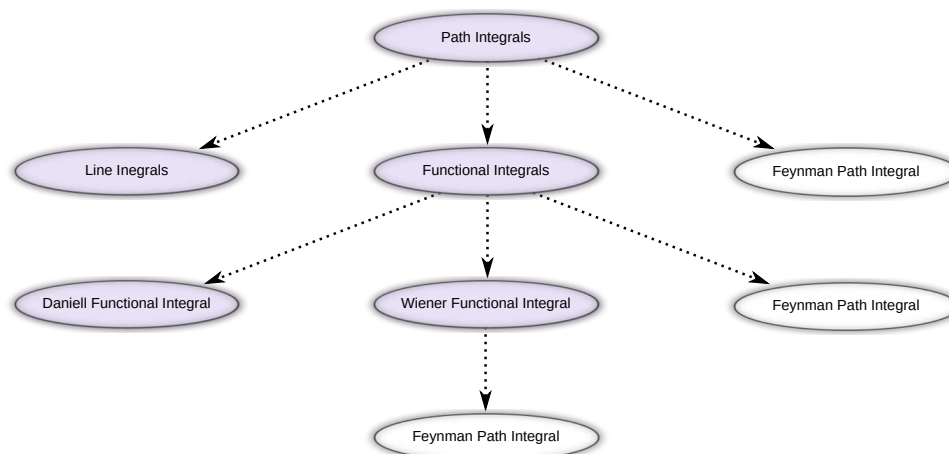 Path Integrals
Line Inegrals
Functional Integrals
Feynman Path Integral
Daniell Functional Integral
Wiener Functional Integral
Feynman Path Integral
Feynman Path Integral